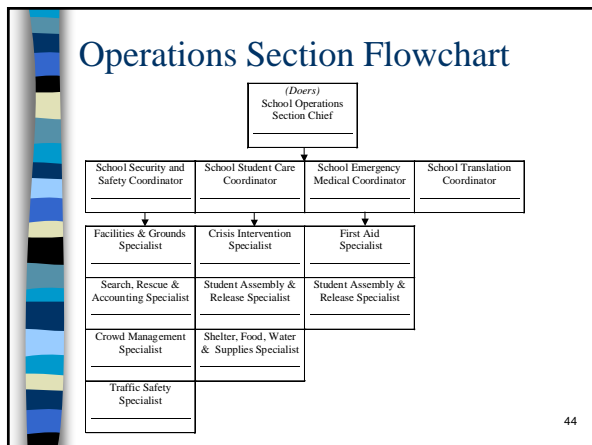 Operations Section Flowchart
(Doers)
School Operations
Section Chief
School Security and
Safety Coordinator
School Student Care
Coordinator
School Emergency
Medical Coordinator
School Translation
Coordinator
Facilities & Grounds
Specialist
Crisis Intervention
Specialist
First Aid
Specialist
Search, Rescue &
Accounting Specialist
Student Assembly &
Release Specialist
Student Assembly &
Release Specialist
Crowd Management
Specialist
Shelter, Food, Water
& Supplies Specialist
Traffic Safety
Specialist
44